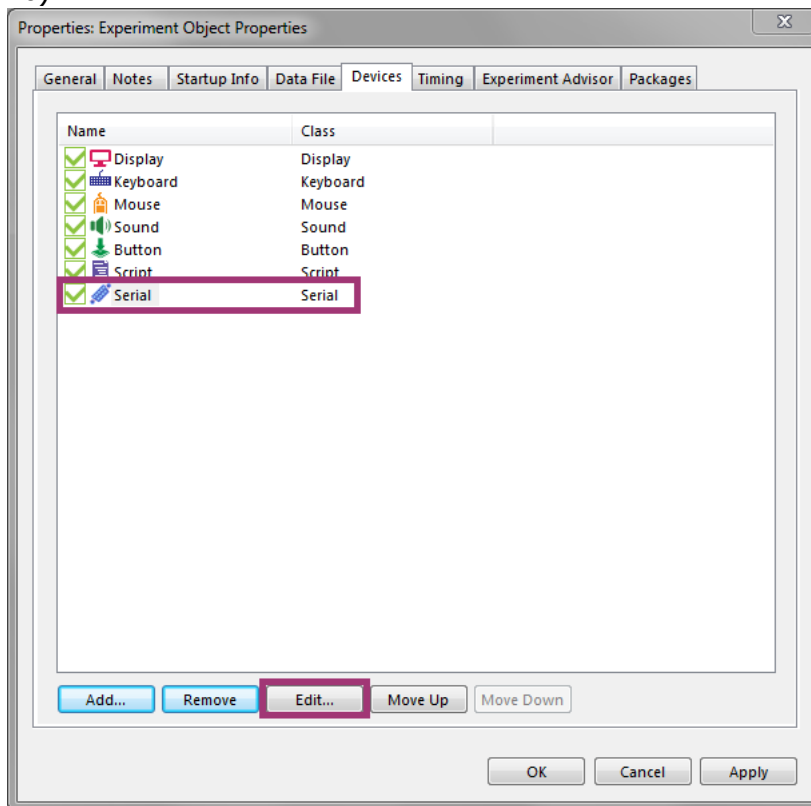 Properties: Experiment Object Properties
General Notes Startup Info Data File Devices Timing Experiment Advisor Packages
Name Class
Display Display
Keyboard Keyboard
Mouse Mouse
Sound Sound
Button Button
Script Script
Serial Serial
Add... Remove Edit... Move Up Move Down
OK Cancel Apply